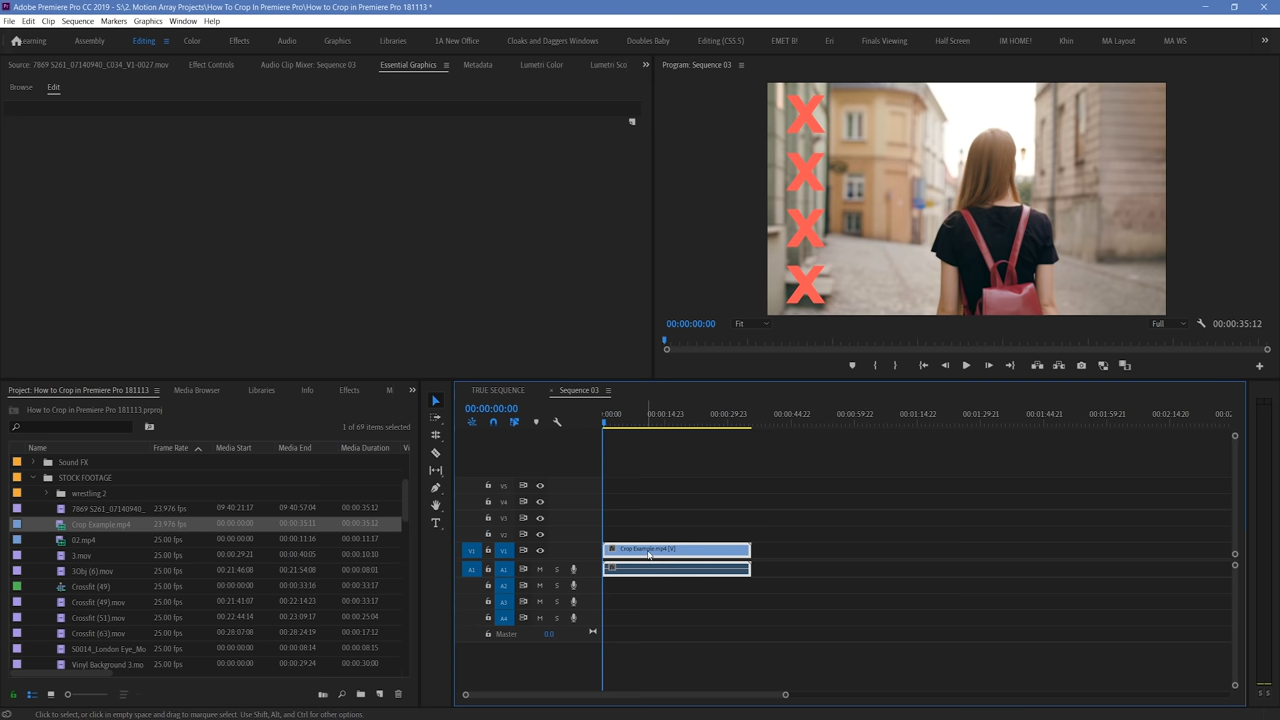 Adobe Premiere Pro CC 2019 - S:\2. Motion Array Projects\How To Crop In Premiere Pro\How to Crop in Premiere Pro 181113 *
File Edit Clip Sequence Markers Graphics Window Help
earning Assembly Editing Color Effects Audio Graphics Libraries 1A New Office Cloaks and Daggers Windows Doubles Baby Editing (CS5.5) EMET B! Eri Finals Viewing Half Screen IM HOME! Khin MA Layout MA WS
Source: 7869 S261_07140940_C034_V1-0027.mov Effect Controls Audio Clip Mixer: Sequence 03 Essential Graphics Metadata Lumetri Color Lumetri Sco
Program: Sequence 03
Browse Edit
X
X
X
X
00:00:00:00 Fit Full 00:00:35:12
Project: How to Crop in Premiere Pro 181113 Media Browser Libraries Info Effects M
TRUE SEQUENCE × Sequence 03
How to Crop in Premiere Pro 181113.prproj
00:00:00:00
:00:00 00:00:14:23 00:00:29:23 00:00:44:22 00:00:59:22 00:01:14:22 00:01:29:21 00:01:44:21 00:01:59:21 00:02:14:20 00:02
1 of 69 items selected
Name Frame Rate Media Start Media End Media Duration Vi
Sound FX
STOCK FOOTAGE
wrestling 2
7869 S261_07140940_ 23.976 fps 09:40:21:17 09:40:57:04 00:00:35:12
Crop Example.mp4 23.976 fps 00:00:00:00 00:00:35:11 00:00:35:12
02.mp4 25.00 fps 00:00:00:00 00:00:11:16 00:00:11:17
3.mov 25.00 fps 00:00:29:21 00:00:40:05 00:00:10:10
3Obj (6).mov 25.00 fps 00:21:46:08 00:21:54:08 00:00:08:01
Crossfit (49) 25.00 fps 00:00:00:00 00:00:33:16 00:00:33:17
Crossfit (49).mov 25.00 fps 00:21:41:07 00:22:14:23 00:00:33:17
Crossfit (51).mov 25.00 fps 00:22:44:14 00:23:09:17 00:00:25:04
Crossfit (63).mov 25.00 fps 00:28:07:08 00:28:24:19 00:00:17:12
S0014_London Eye_Mo 25.00 fps 00:00:00:00 00:00:08:14 00:00:08:15
Vinyl Background 3.mo 25.00 fps 00:00:00:00 00:00:29:24 00:00:30:00
V5
V4
V3
V2
V1 V1 Crop Example.mp4 [V]
A1 A1 M S
A2 M S
A3 M S
A4 M S
Master 0.0
S S
Click to select, or click in empty space and drag to marquee select. Use Shift, Alt, and Ctrl for other options.